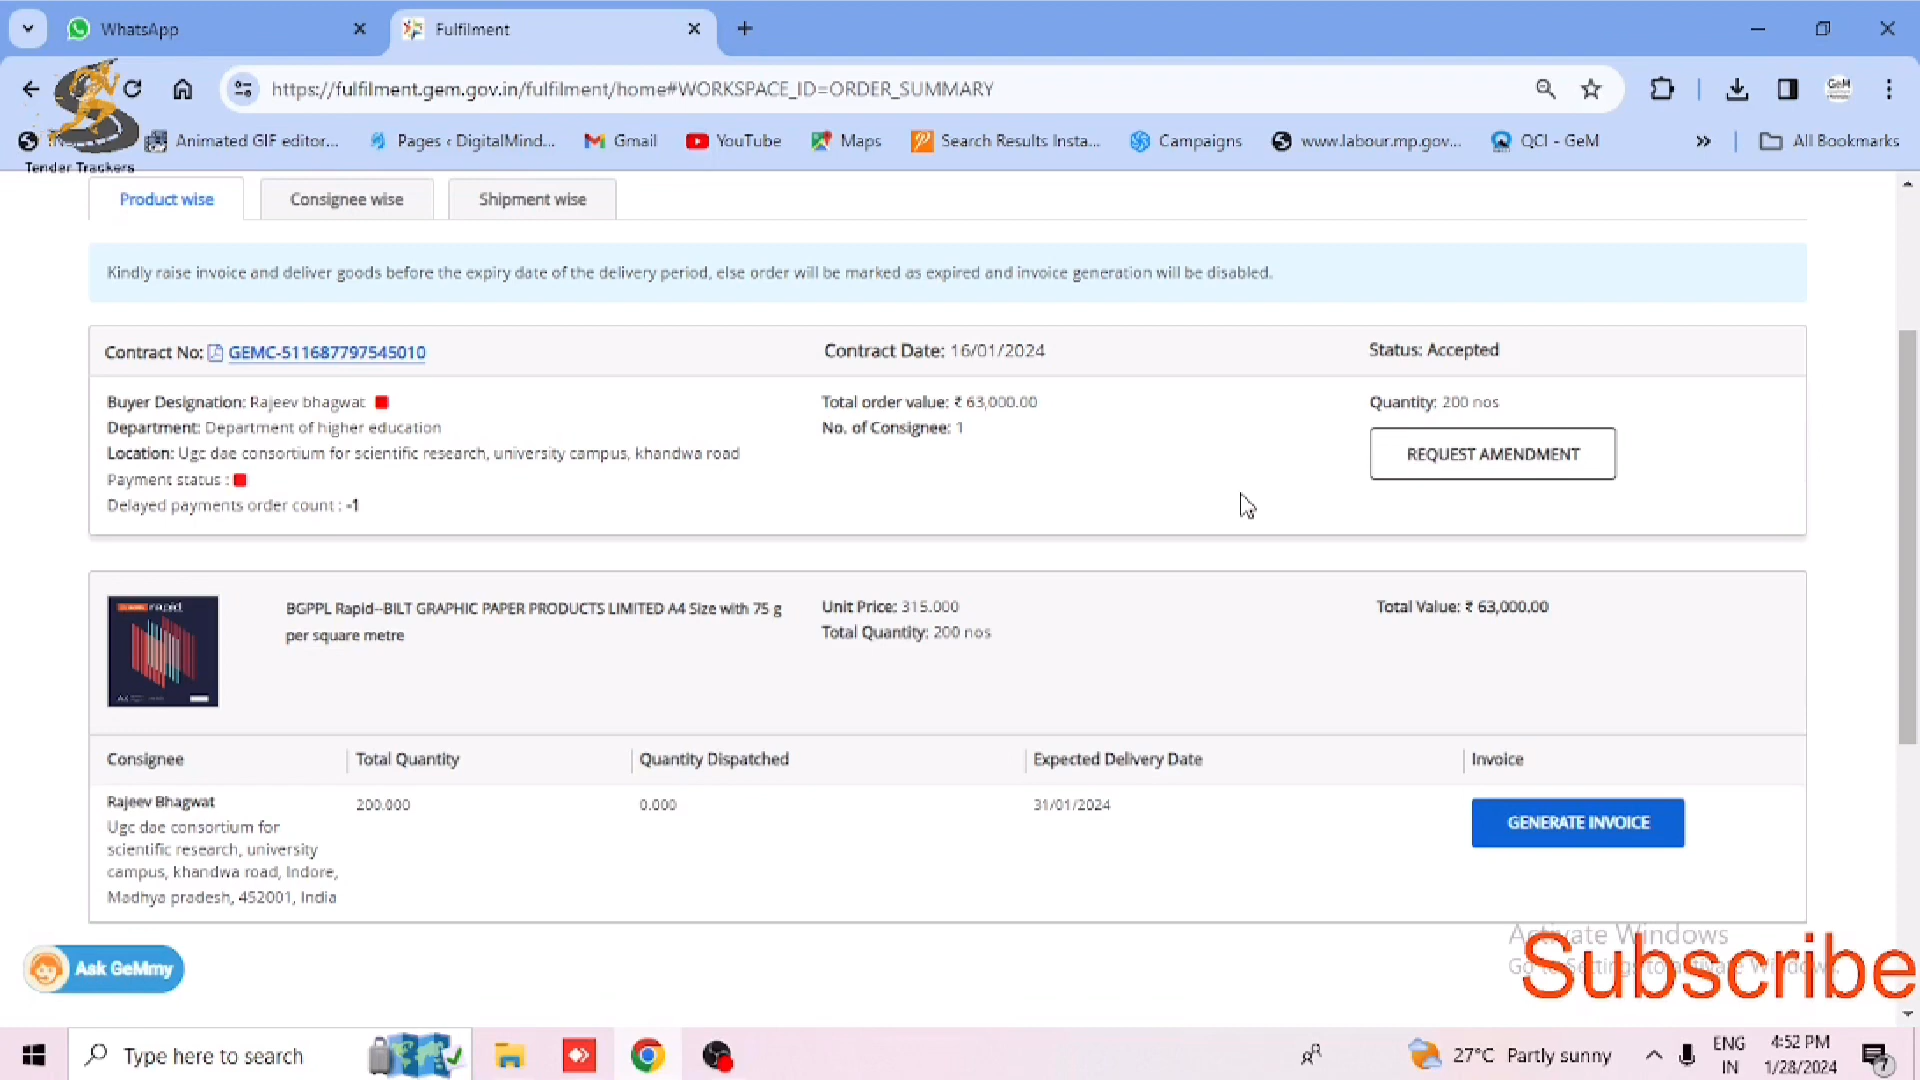 WhatsApp
Fulfilment
https://fulfilment.gem.gov.in/fulfilment/home#WORKSPACE_ID=ORDER_SUMMARY
GeM
Animated GIF editor...
Pages ‹ DigitalMind...
Gmail
YouTube
Maps
Search Results Insta...
Campaigns
www.labour.mp.gov...
QCI - GeM
All Bookmarks
Tender Trackers
Product wise
Consignee wise
Shipment wise
Kindly raise invoice and deliver goods before the expiry date of the delivery period, else order will be marked as expired and invoice generation will be disabled.
Contract No: GEMC-511687797545010
Contract Date: 16/01/2024
Status: Accepted
Buyer Designation: Rajeev bhagwat
Department: Department of higher education
Location: Ugc dae consortium for scientific research, university campus, khandwa road
Payment status :
Delayed payments order count : -1
Total order value: ₹ 63,000.00
No. of Consignee: 1
Quantity: 200 nos
REQUEST AMENDMENT
rapid
BGPPL Rapid--BILT GRAPHIC PAPER PRODUCTS LIMITED A4 Size with 75 g
per square metre
Unit Price: 315.000
Total Quantity: 200 nos
Total Value: ₹ 63,000.00
Consignee
Total Quantity
Quantity Dispatched
Expected Delivery Date
Invoice
Rajeev Bhagwat
Ugc dae consortium for
scientific research, university
campus, khandwa road, Indore,
Madhya pradesh, 452001, India
200.000
0.000
31/01/2024
GENERATE INVOICE
Ask GeMmy
Activate Windows
Go to Settings to activate Windows.
Subscribe
Type here to search
27°C Partly sunny
ENG
IN
4:52 PM
1/28/2024
7